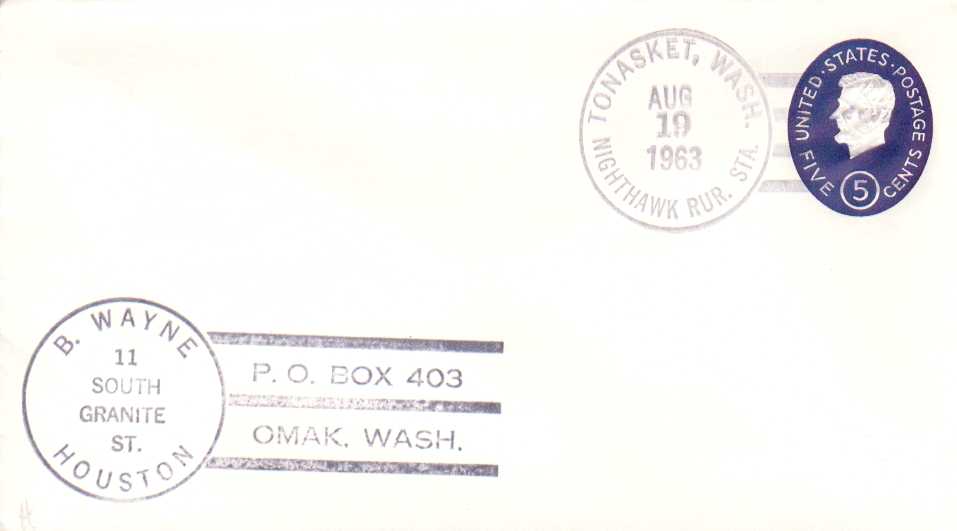 TONASKET, WASH.
AUG
19
1963
NIGHTHAWK RUR. STA.
UNITED · STATES · POSTAGE
FIVE 5 CENTS
B. WAYNE
11
SOUTH
GRANITE
ST.
HOUSTON
P. O. BOX 403
OMAK, WASH.